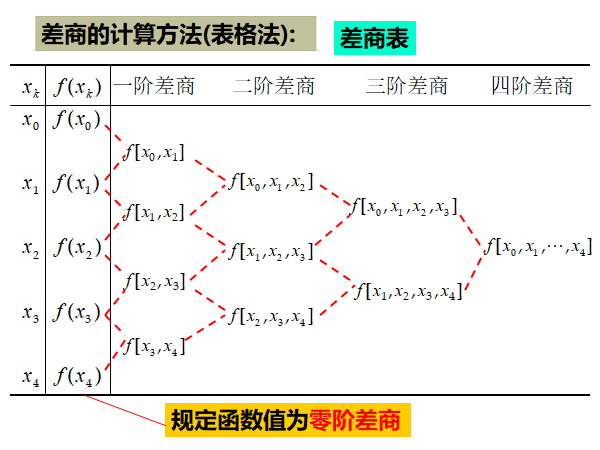 差商的计算方法(表格法):
差商表
x_k f(x_k) 一阶差商 二阶差商 三阶差商 四阶差商
x_0 f(x_0)
f[x_0,x_1]
x_1 f(x_1) f[x_0,x_1,x_2]
f[x_1,x_2] f[x_0,x_1,x_2,x_3]
x_2 f(x_2) f[x_1,x_2,x_3] f[x_0,x_1,⋯,x_4]
f[x_2,x_3] f[x_1,x_2,x_3,x_4]
x_3 f(x_3) f[x_2,x_3,x_4]
f[x_3,x_4]
x_4 f(x_4)
规定函数值为零阶差商